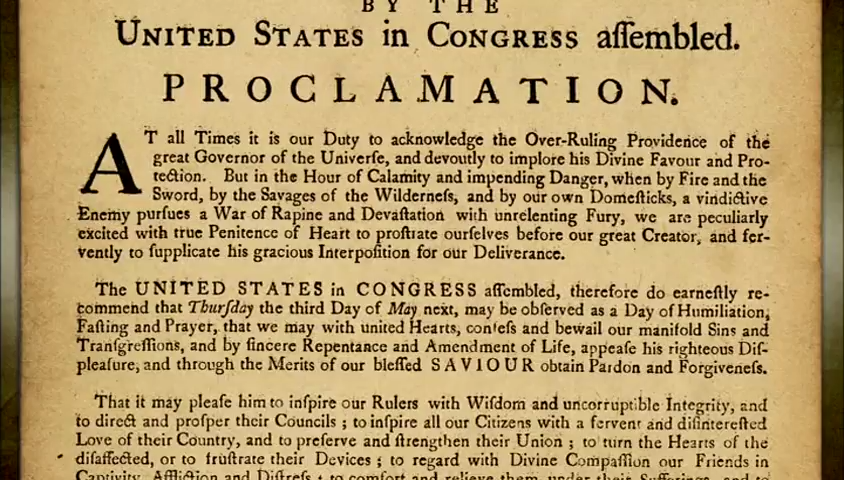 BY THE
UNITED STATES in CONGRESS aſſembled.
PROCLAMATION.
AT all Times it is our Duty to acknowledge the Over-Ruling Providence of the
great Governor of the Univerſe, and devoutly to implore his Divine Favour and Pro-
tection. But in the Hour of Calamity and impending Danger, when by Fire and the
Sword, by the Savages of the Wilderneſs, and by our own Domeſticks, a vindictive
Enemy purſues a War of Rapine and Devaſtation with unrelenting Fury, we are peculiarly
excited with true Penitence of Heart to proſtrate ourſelves before our great Creator, and fer-
vently to ſupplicate his gracious Interpoſition for our Deliverance.
The UNITED STATES in CONGRESS aſſembled, therefore do earneſtly re-
commend that Thurſday the third Day of May next, may be obſerved as a Day of Humiliation,
Faſting and Prayer, that we may with united Hearts, confeſs and bewail our manifold Sins and
Tranſgreſſions, and by ſincere Repentance and Amendment of Life, appeaſe his righteous Diſ-
pleaſure, and through the Merits of our bleſſed SAVIOUR obtain Pardon and Forgiveneſs.
That it may pleaſe him to inſpire our Rulers with Wiſdom and uncorruptible Integrity, and
to direct and proſper their Councils ; to inſpire all our Citizens with a fervent and diſintereſted
Love of their Country, and to preſerve and ſtrengthen their Union ; to turn the Hearts of the
diſaffected, or to fruſtrate their Devices ; to regard with Divine Compaſſion our Friends in
Captivity, Affliction and Diſtreſs ; to comfort and relieve them under their Sufferings, and to